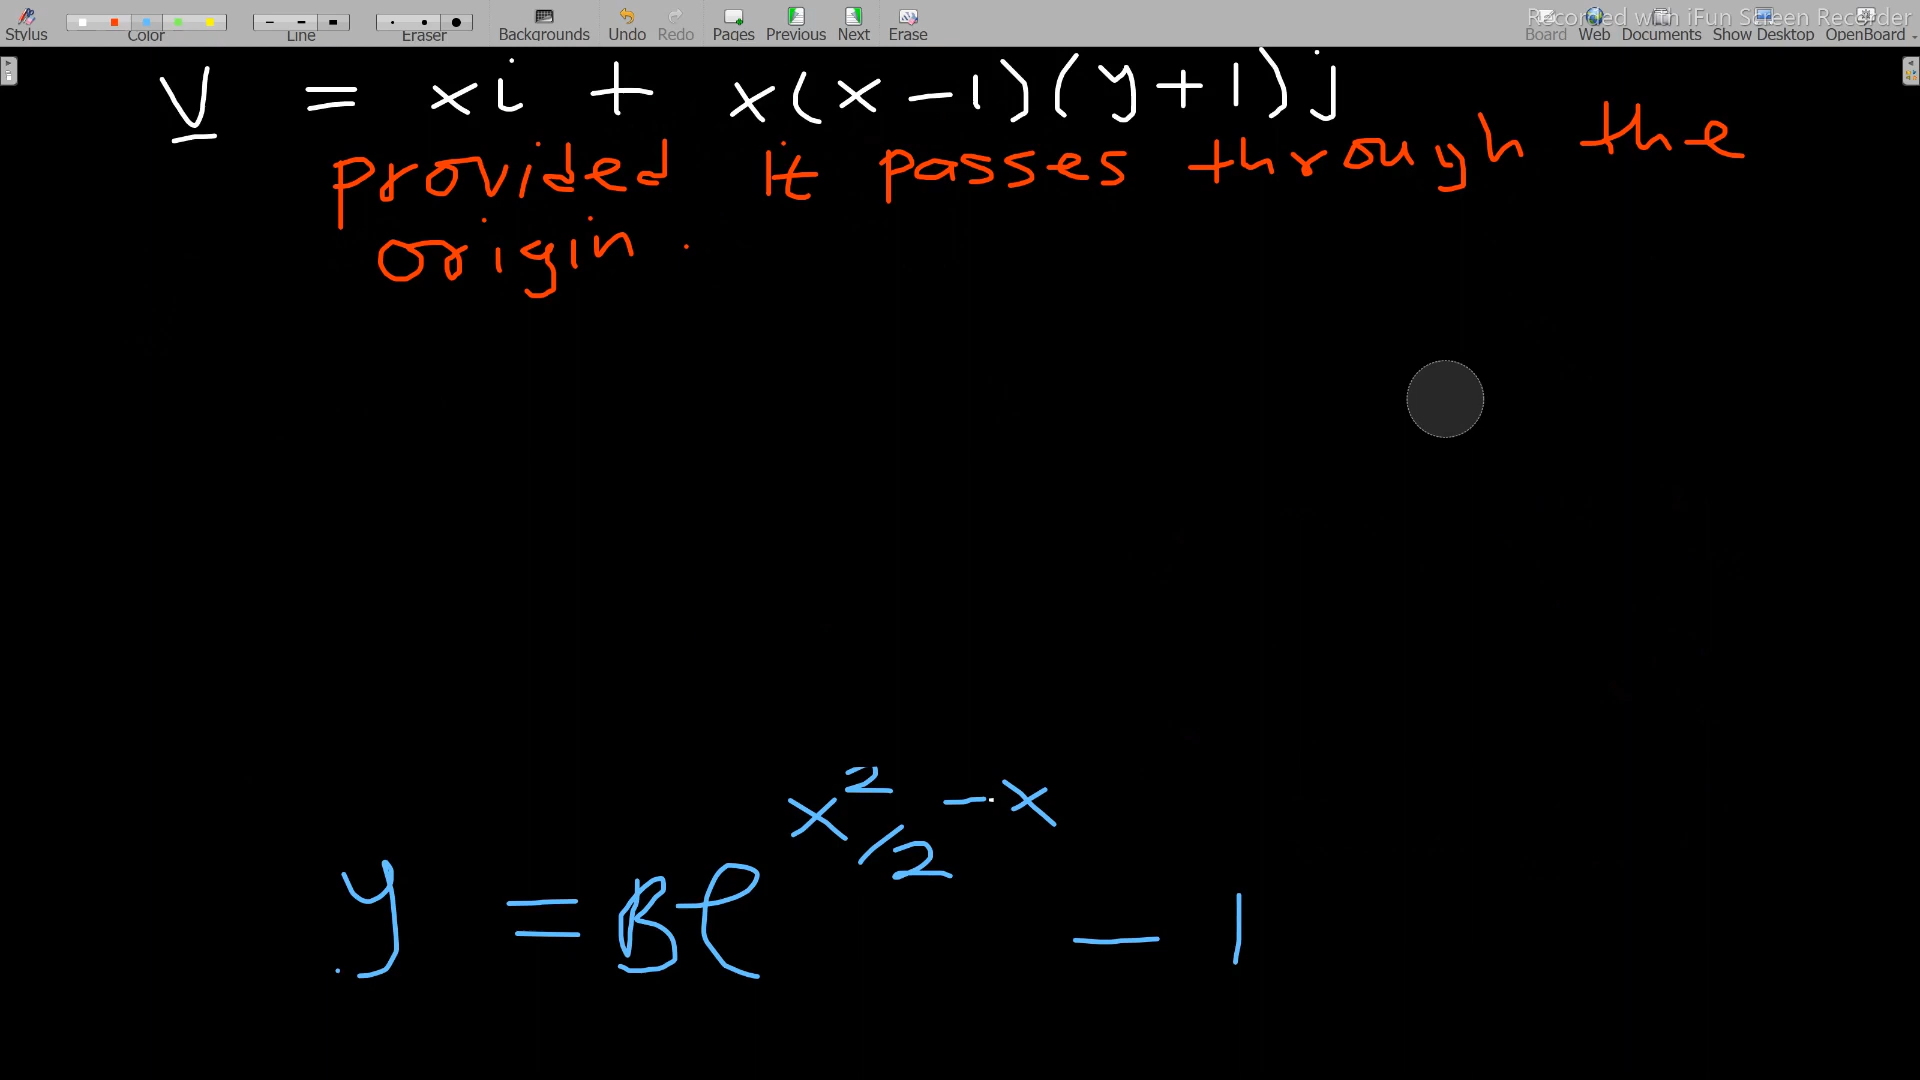 Recorded with iFun Screen Recorder
Stylus Color Line Eraser Backgrounds Undo Redo Pages Previous Next Erase Board Web Documents Show Desktop OpenBoard
V = xi + x(x-1)(y+1)j
provided it passes through the
origin.
y = Be^{x^2/2 - x} - 1